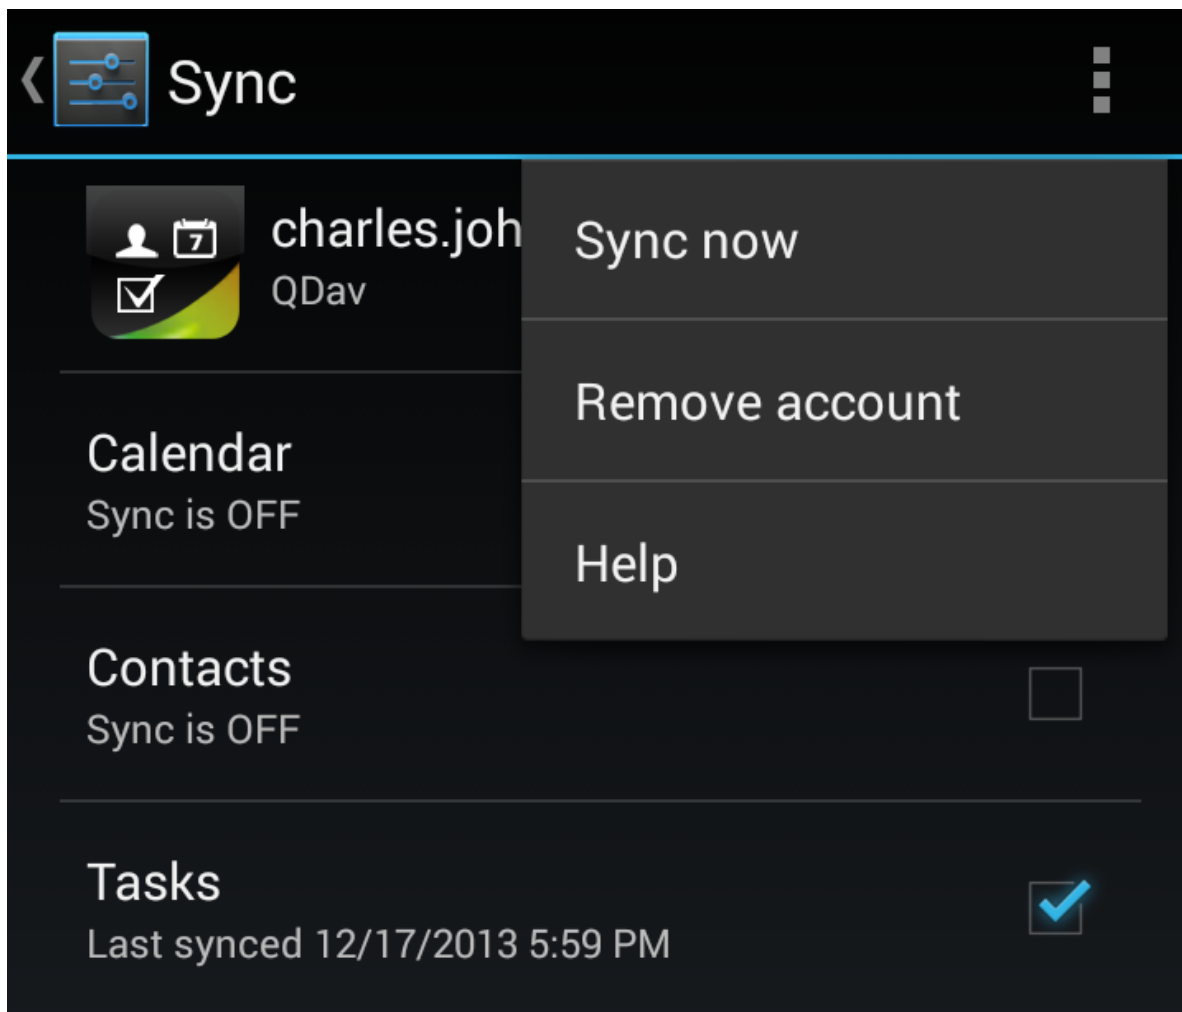 Sync
7
charles.joh
QDav
Sync now
Remove account
Help
Calendar
Sync is OFF
Contacts
Sync is OFF
Tasks
Last synced 12/17/2013 5:59 PM